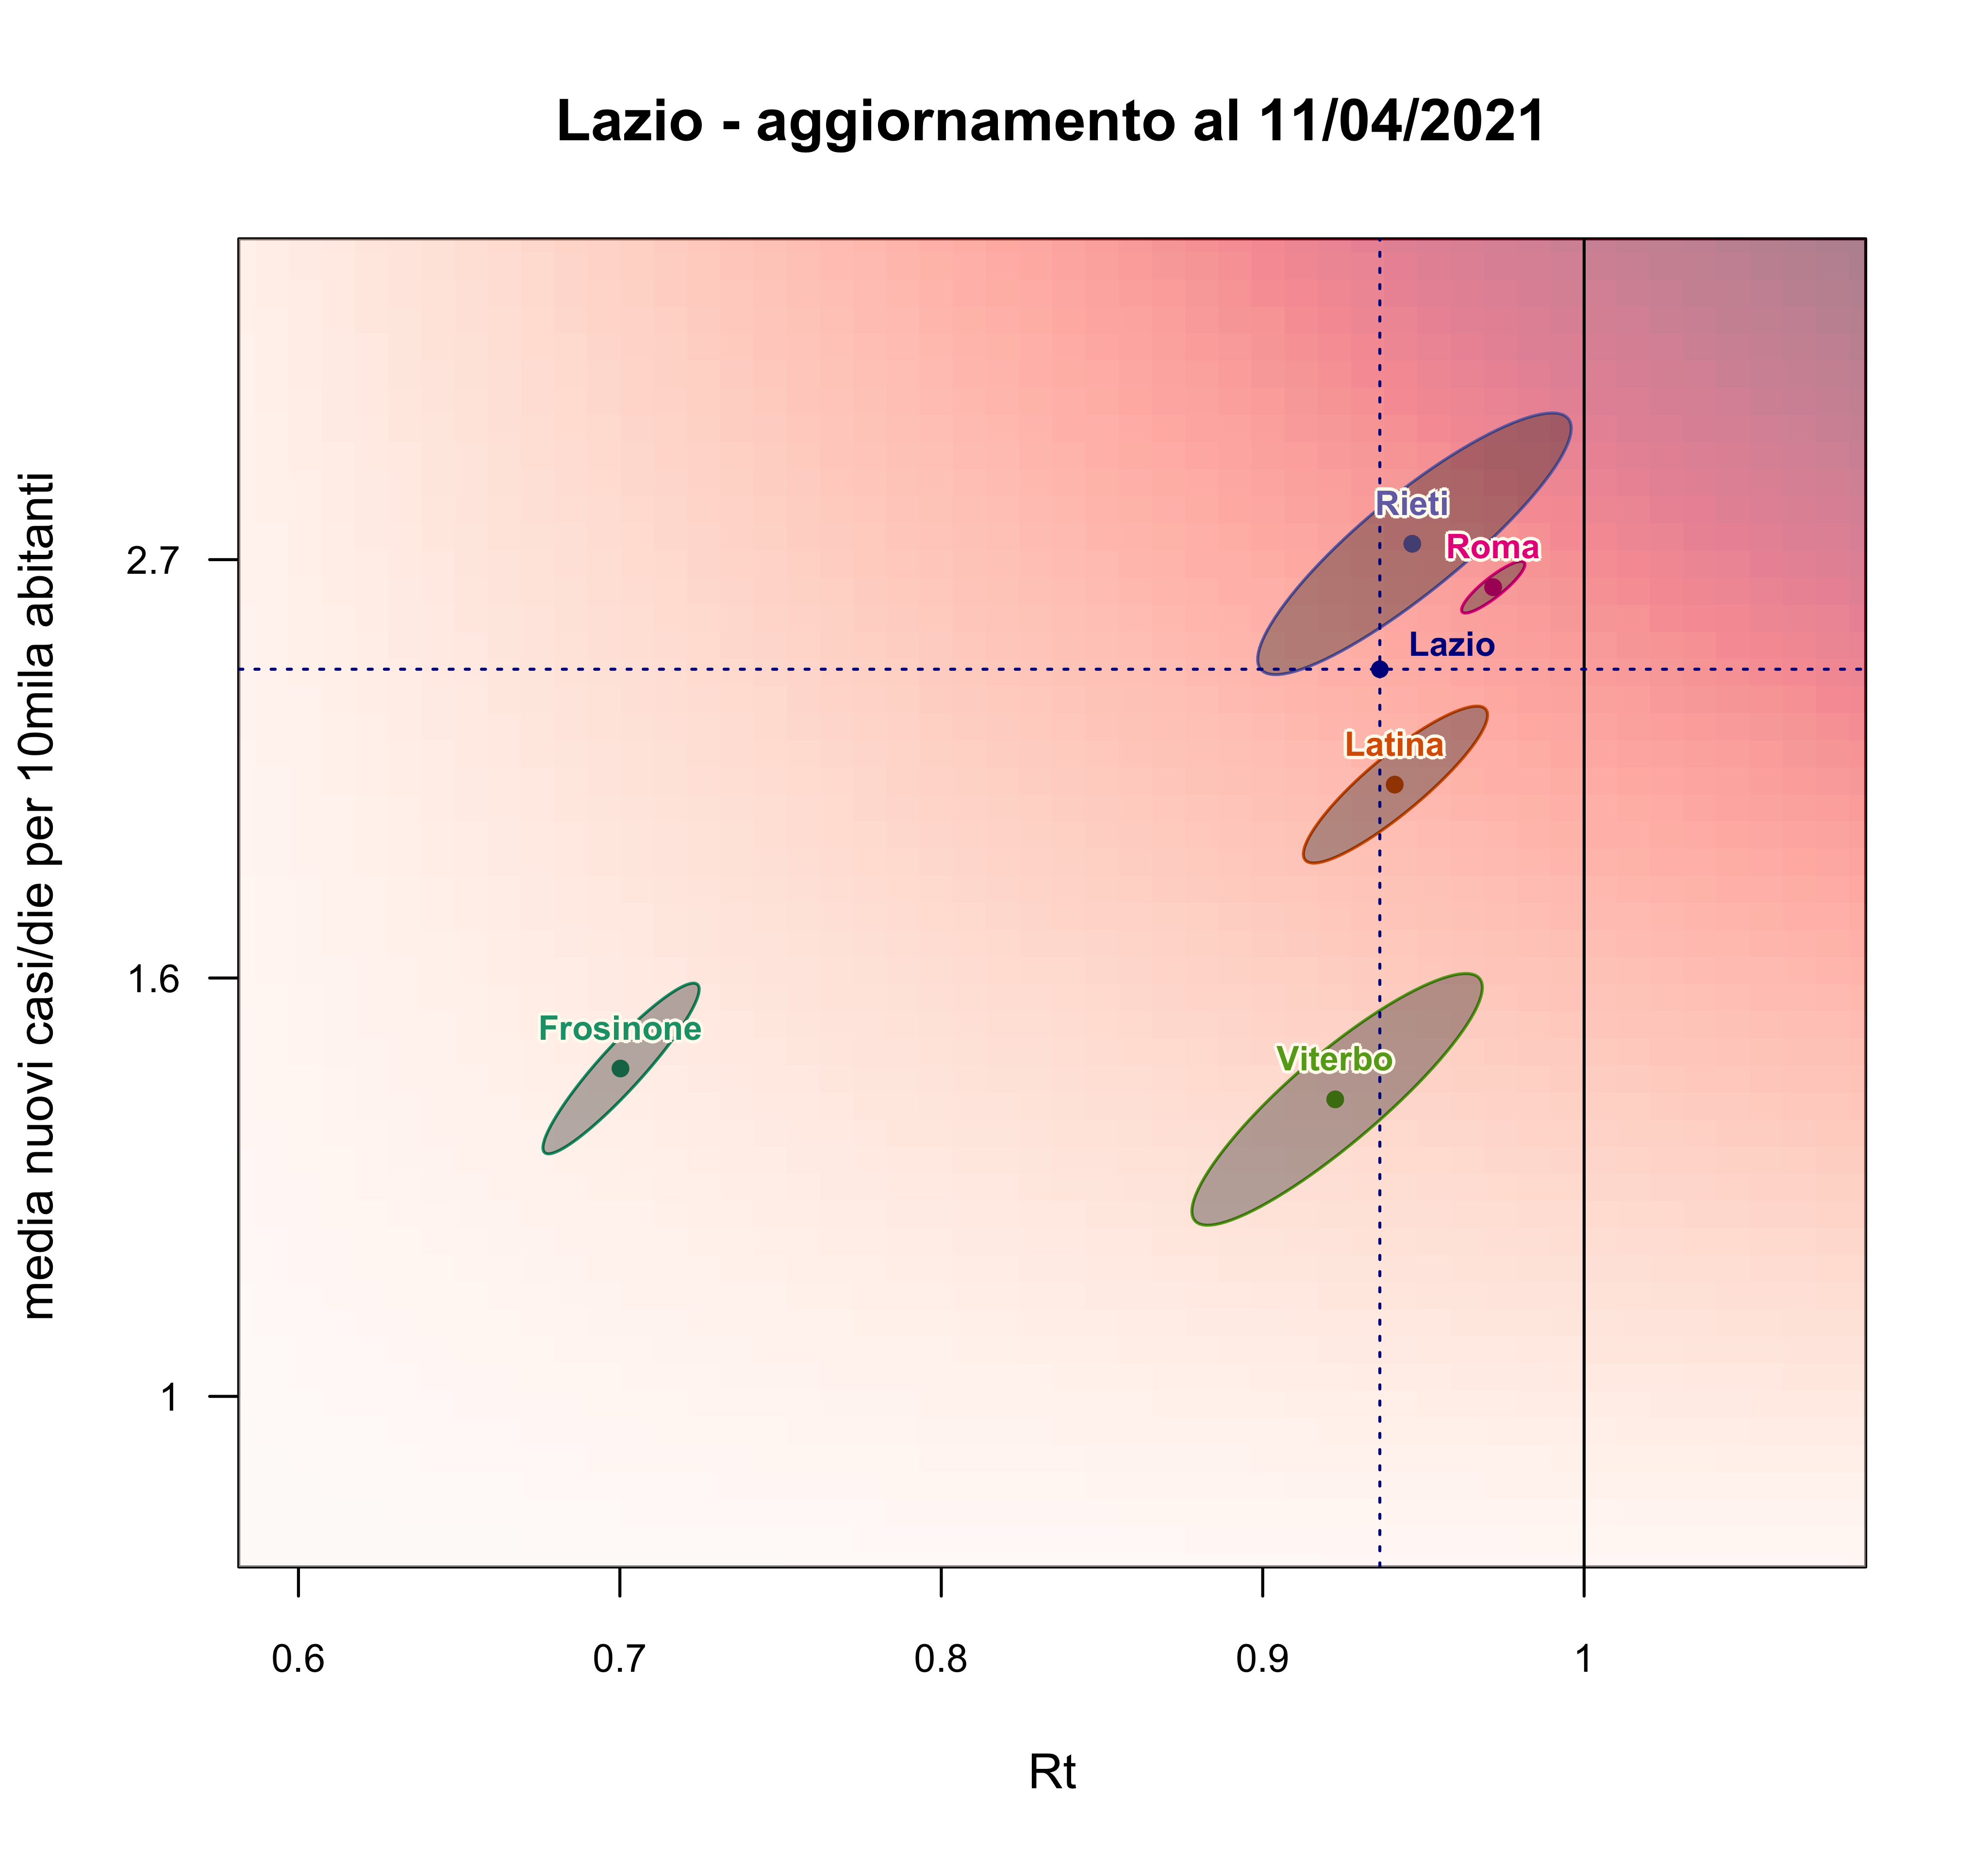 Lazio - aggiornamento al 11/04/2021
media nuovi casi/die per 10mila abitanti
2.7
1.6
1
Rieti
Roma
Lazio
Latina
Frosinone
Viterbo
0.6 0.7 0.8 0.9 1
Rt